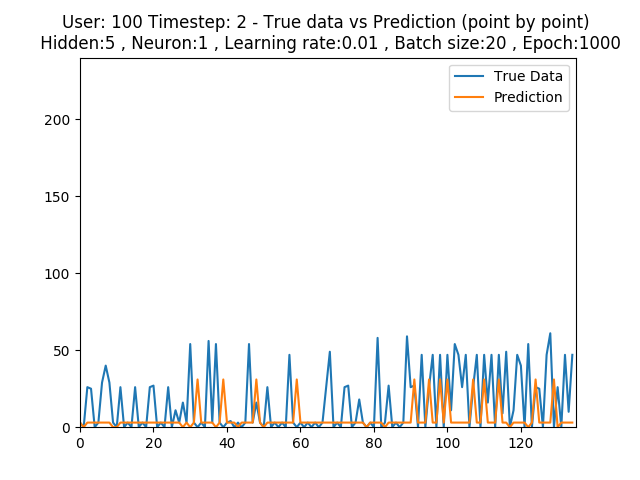 User: 100 Timestep: 2 - True data vs Prediction (point by point)
Hidden:5 , Neuron:1 , Learning rate:0.01 , Batch size:20 , Epoch:1000
True Data
Prediction
200
150
100
50
0
0 20 40 60 80 100 120